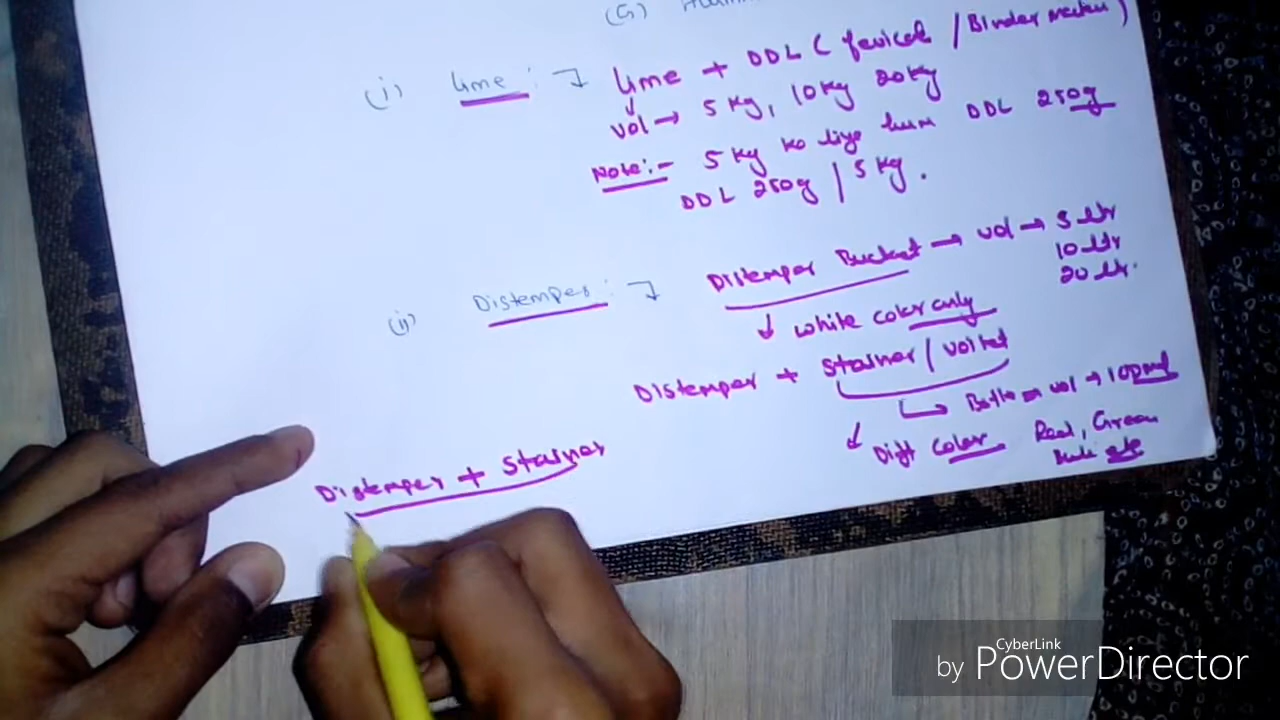 (G)
(i) lime: lime + DDL ( fevicol / Binder
vol → 5 Kg, 10 Kg 20 Kg
Note:- 5 Kg ko liye hum DDL 250g
DDL 250g / 5 Kg.
(ii) Distemper: Distemper Bucket → vol → 5 ltr
10 ltr
20 ltr.
White color only
Distemper + Stainer /
vol → 100ml
Diff color Red, Green
etc
Distemper + Stainer
CyberLink
by PowerDirector